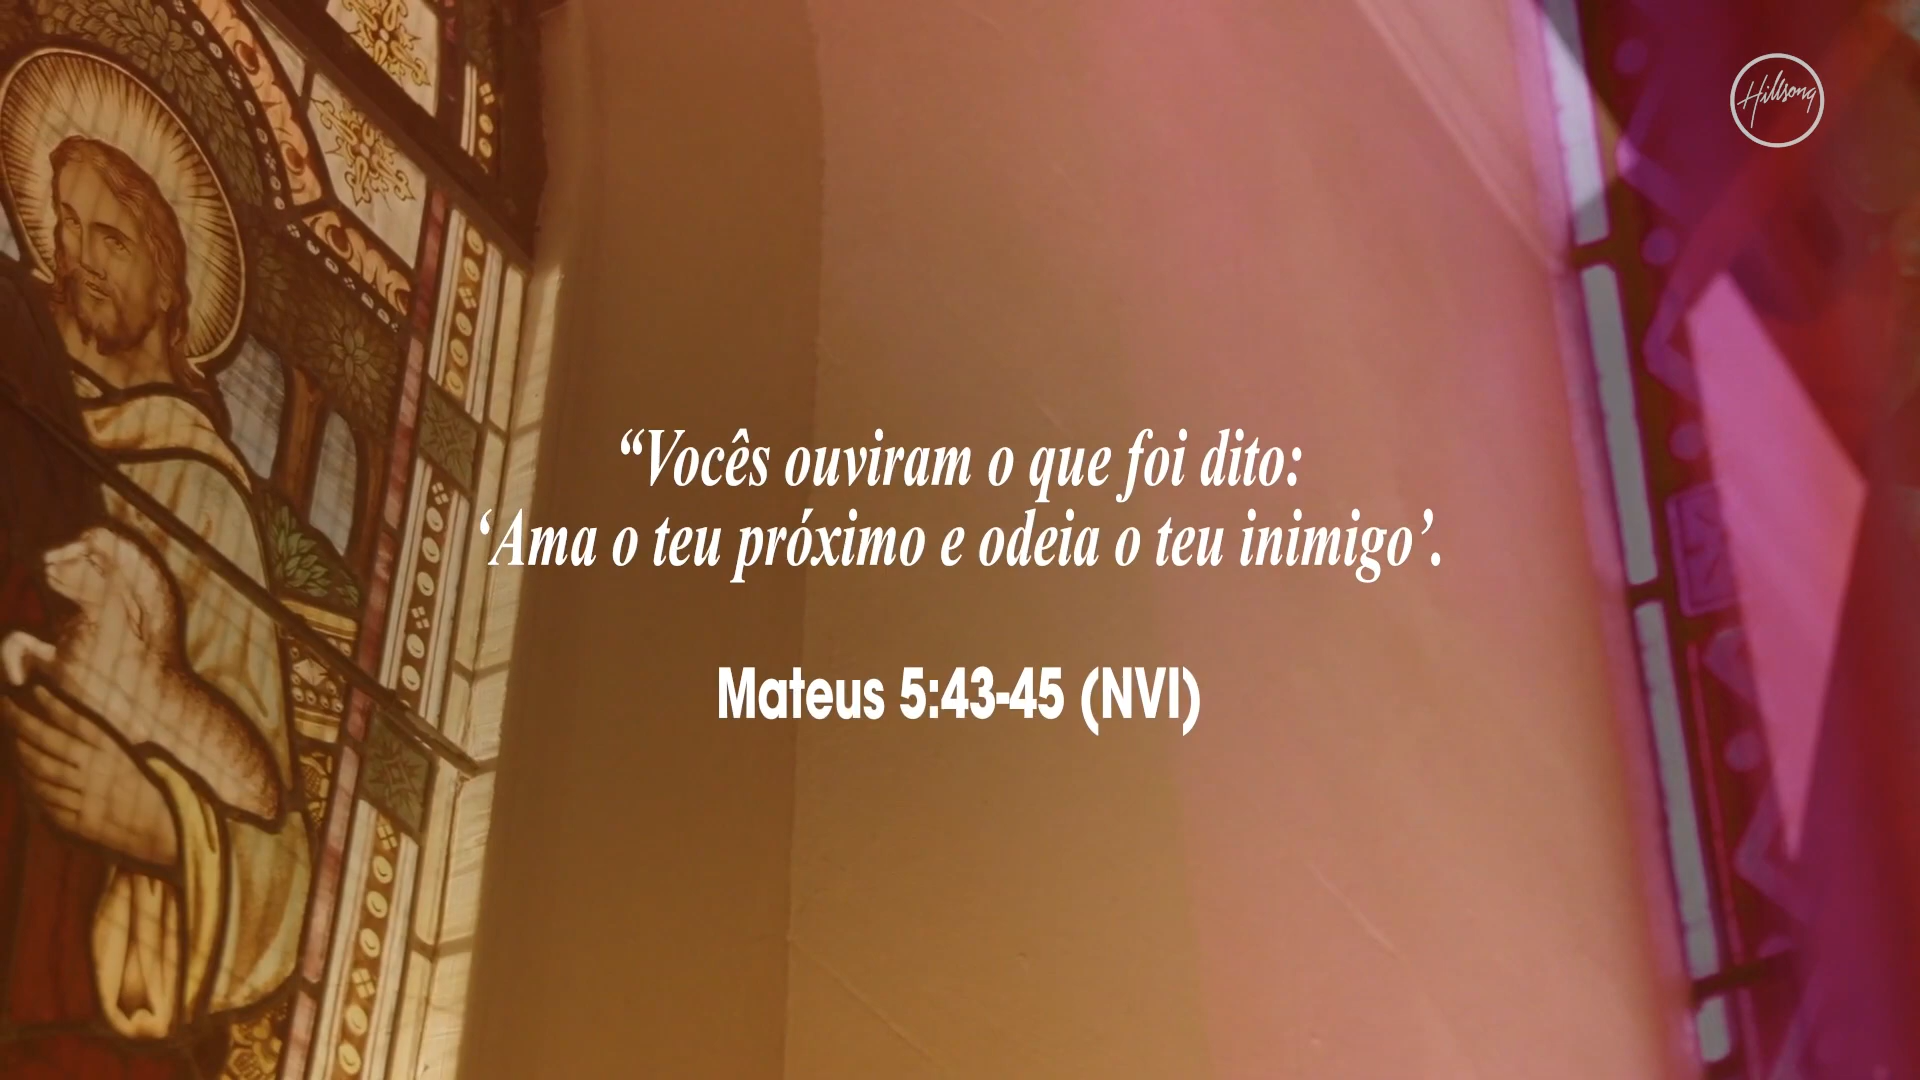 Hillsong
“Vocês ouviram o que foi dito:
‘Ama o teu próximo e odeia o teu inimigo’.
Mateus 5:43-45 (NVI)